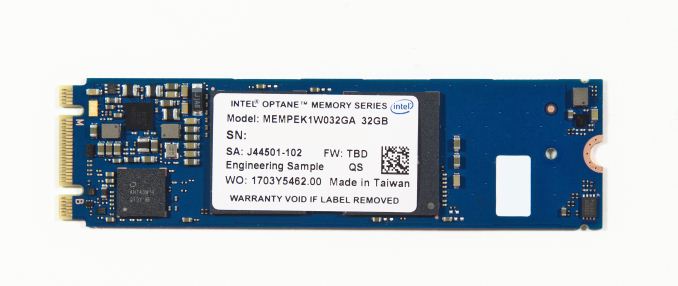 INTEL® OPTANE™ MEMORY SERIES
intel
Model: MEMPEK1W032GA 32GB
SN:
SA: J44501-102 FW: TBD
Engineering Sample QS
WO: 1703Y5462.00 Made in Taiwan
WARRANTY VOID IF LABEL REMOVED
M
B